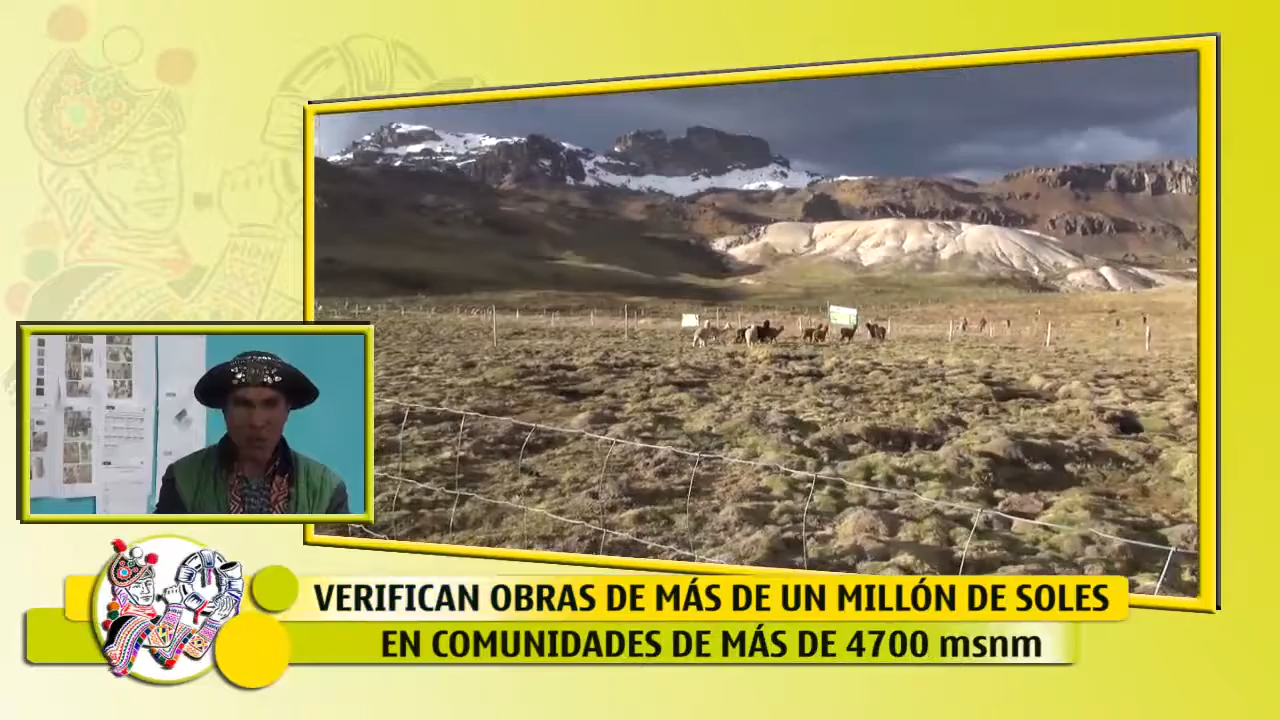 VERIFICAN OBRAS DE MÁS DE UN MILLÓN DE SOLES
EN COMUNIDADES DE MÁS DE 4700 msnm